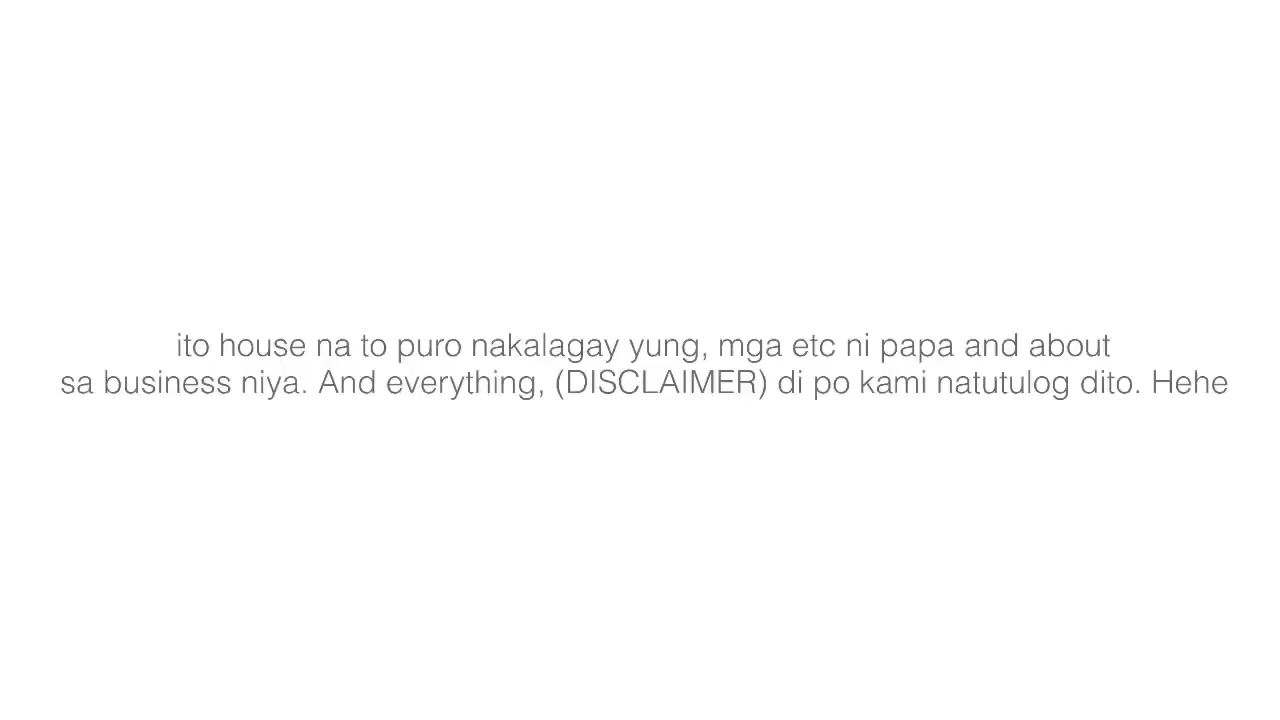 ito house na to puro nakalagay yung, mga etc ni papa and about
sa business niya. And everything, (DISCLAIMER) di po kami natutulog dito. Hehe